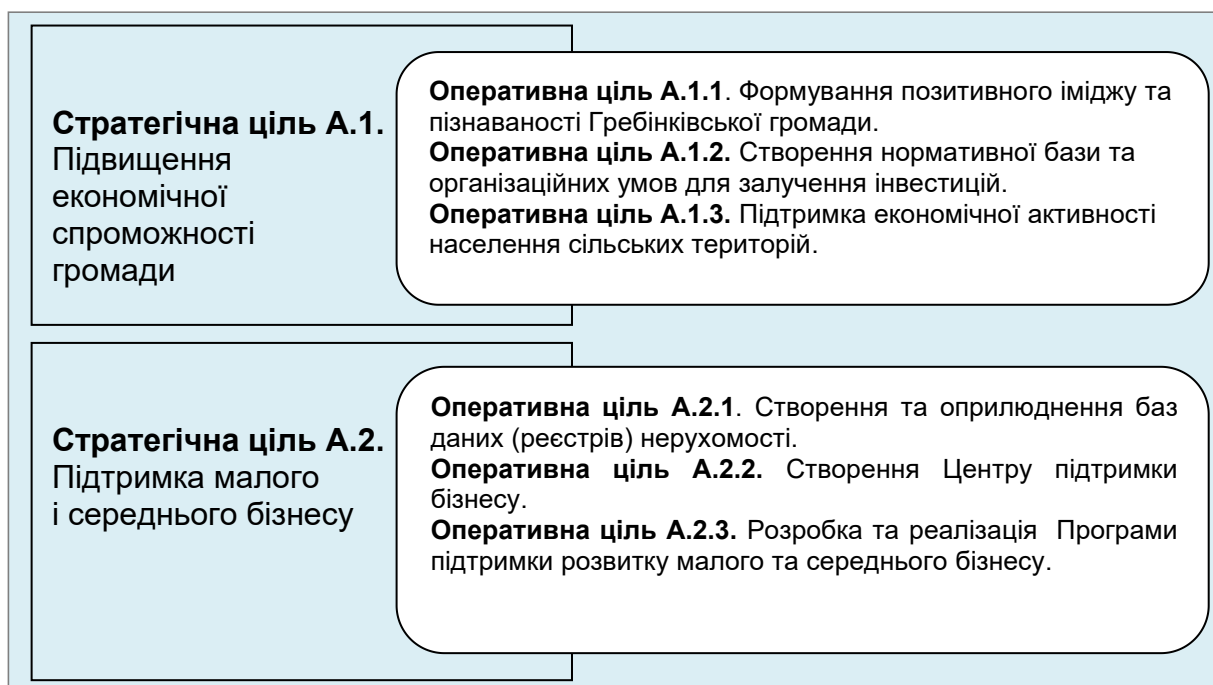 Стратегічна ціль А.1.
Підвищення
економічної
спроможності
громади
Оперативна ціль А.1.1. Формування позитивного іміджу та
пізнаваності Гребінківської громади.
Оперативна ціль А.1.2. Створення нормативної бази та
організаційних умов для залучення інвестицій.
Оперативна ціль А.1.3. Підтримка економічної активності
населення сільських територій.
Стратегічна ціль А.2.
Підтримка малого
і середнього бізнесу
Оперативна ціль А.2.1. Створення та оприлюднення баз
даних (реєстрів) нерухомості.
Оперативна ціль А.2.2. Створення Центру підтримки
бізнесу.
Оперативна ціль А.2.3. Розробка та реалізація Програми
підтримки розвитку малого та середнього бізнесу.